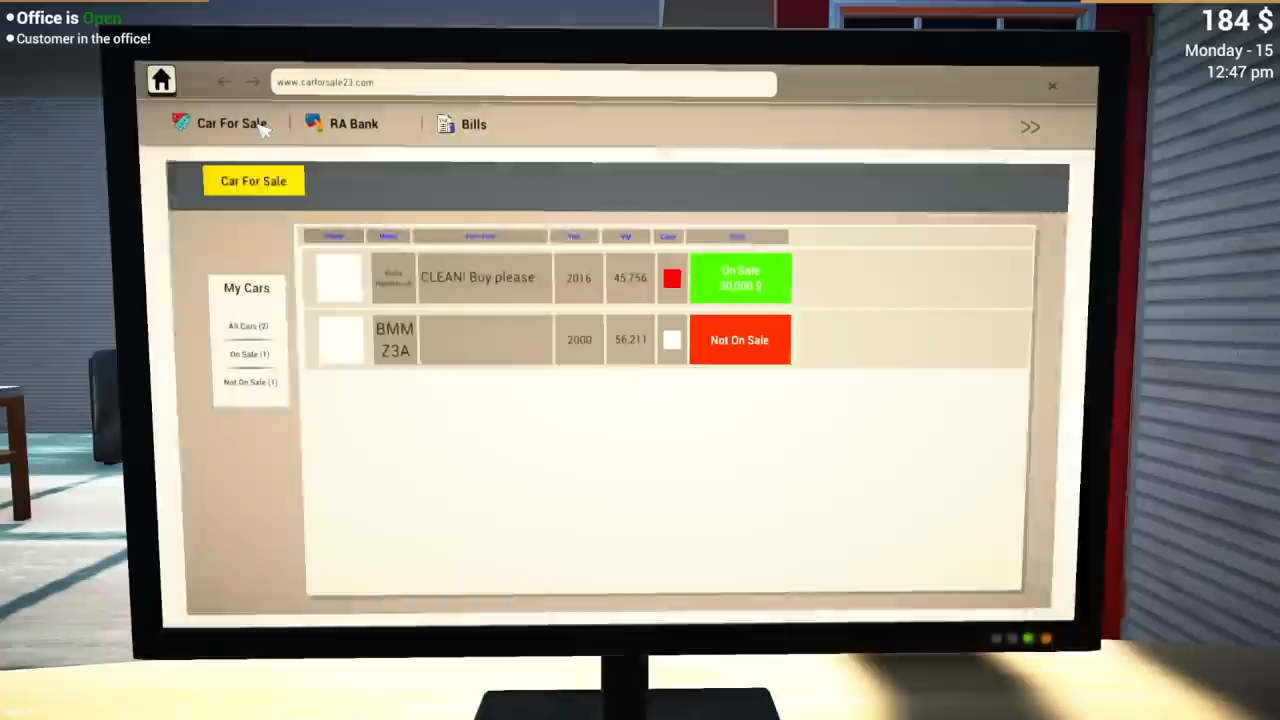 Office is Open
Customer in the office!
184 $
Monday - 15
12:47 pm
www.carforsale23.com
Car For Sale
RA Bank
Bills
>>
Car For Sale
My Cars
All Cars (2)
On Sale (1)
Not On Sale (1)
CLEAN! Buy please
2016
45.756
On Sale
30,000 $
BMM
Z3A
2000
56,211
Not On Sale